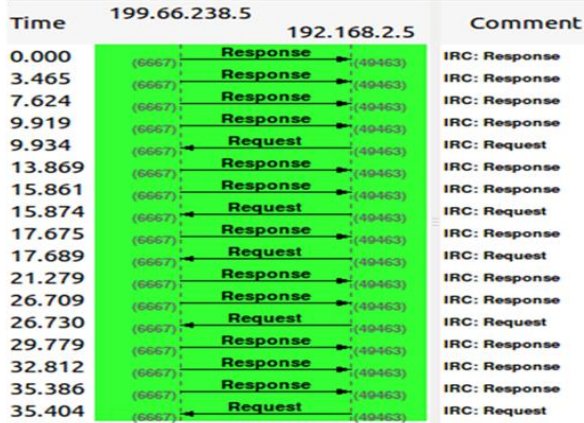 Time 199.66.238.5 192.168.2.5 Comment
0.000 (6667) Response (49463) IRC: Response
3.465 (6667) Response (49463) IRC: Response
7.624 (6667) Response (49463) IRC: Response
9.919 (6667) Response (49463) IRC: Response
9.934 (6667) Request (49463) IRC: Request
13.869 (6667) Response (49463) IRC: Response
15.861 (6667) Response (49463) IRC: Response
15.874 (6667) Request (49463) IRC: Request
17.675 (6667) Response (49463) IRC: Response
17.689 (6667) Request (49463) IRC: Request
21.279 (6667) Response (49463) IRC: Response
26.709 (6667) Response (49463) IRC: Response
26.730 (6667) Request (49463) IRC: Request
29.779 (6667) Response (49463) IRC: Response
32.812 (6667) Response (49463) IRC: Response
35.386 (6667) Response (49463) IRC: Response
35.404 (6667) Request (49463) IRC: Request